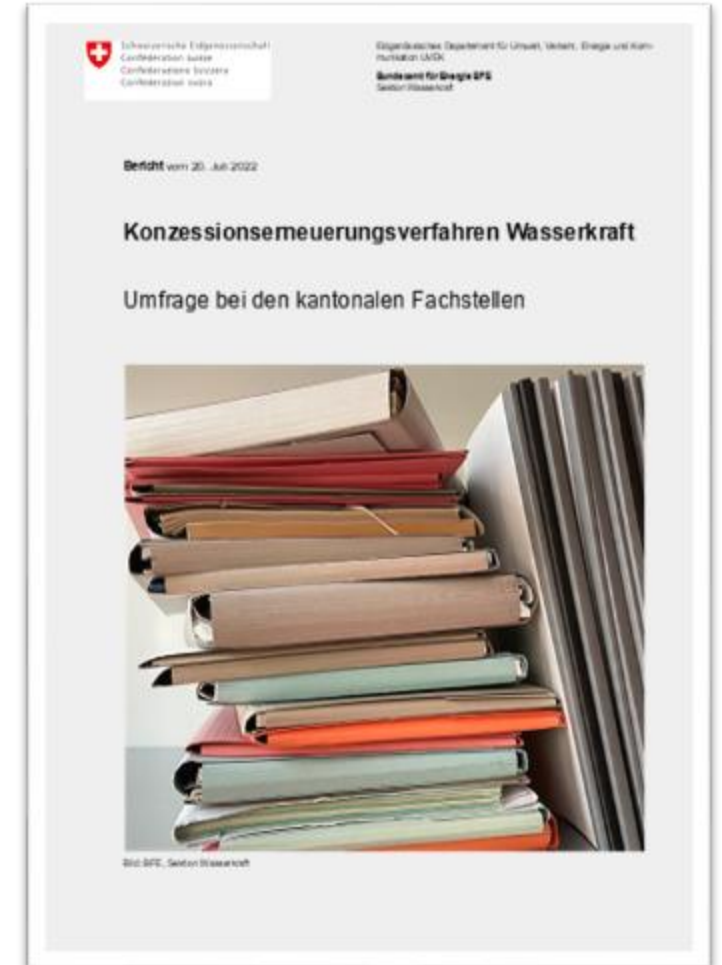 Schweizerische Eidgenossenschaft
Confédération suisse
Confederazione Svizzera
Confederaziun svizra
Eidgenössisches Departement für Umwelt, Verkehr, Energie und Kom-
munikation UVEK
Bundesamt für Energie BFE
Sektion Wasserkraft
Bericht vom 20. Juli 2022
Konzessionserneuerungsverfahren Wasserkraft
Umfrage bei den kantonalen Fachstellen
Bild: BFE, Sektion Wasserkraft